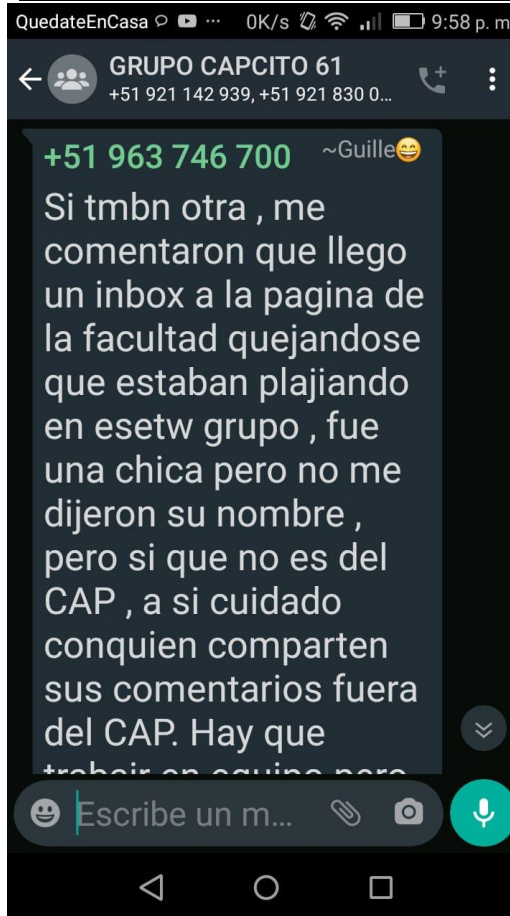 QuedateEnCasa ... 0K/s 9:58 p. m
GRUPO CAPCITO 61
+51 921 142 939, +51 921 830 0...
+51 963 746 700 ~Guille😄
Si tmbn otra , me
comentaron que llego
un inbox a la pagina de
la facultad quejandose
que estaban plajiando
en esetw grupo , fue
una chica pero no me
dijeron su nombre ,
pero si que no es del
CAP , a si cuidado
conquien comparten
sus comentarios fuera
del CAP. Hay que
Escribe un m...